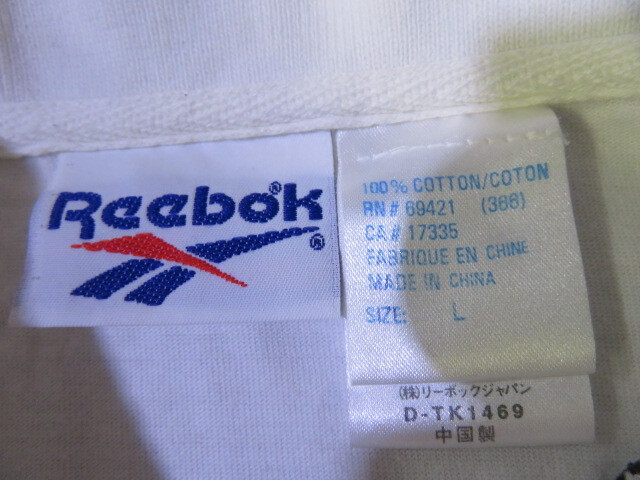 Reebok®
®
100% COTTON/COTON
RN# 69421 (366)
CA# 17335
FABRIQUE EN CHINE
MADE IN CHINA
SIZE: L
(株)リーボックジャパン
D-TK1469
中国製